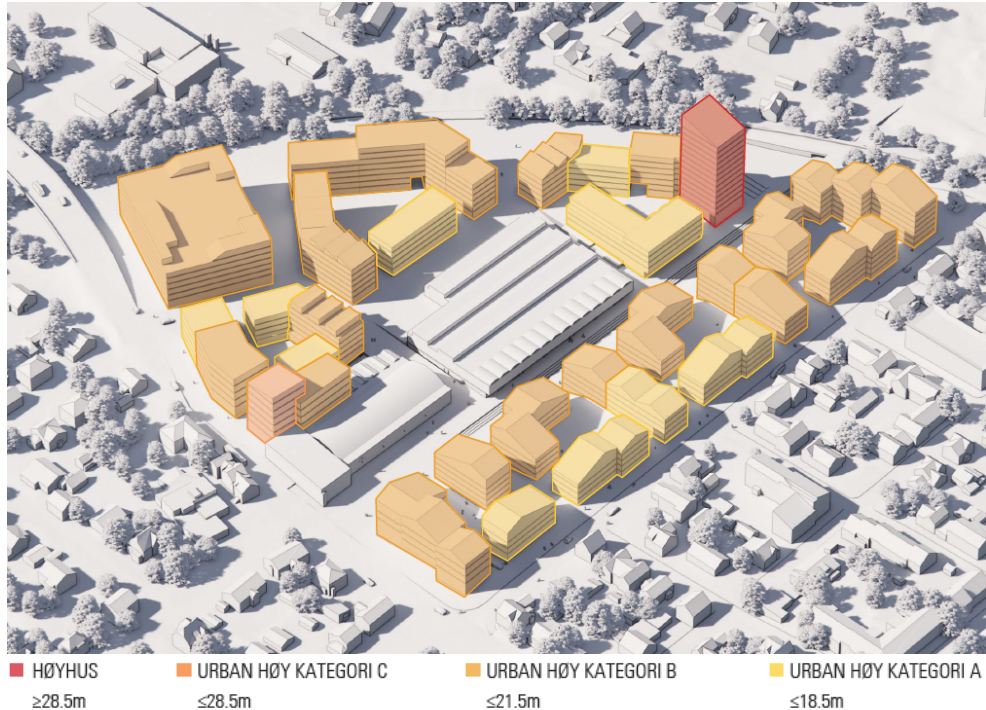 HØYHUS
≥28.5m
URBAN HØY KATEGORI C
≤28.5m
URBAN HØY KATEGORI B
≤21.5m
URBAN HØY KATEGORI A
≤18.5m